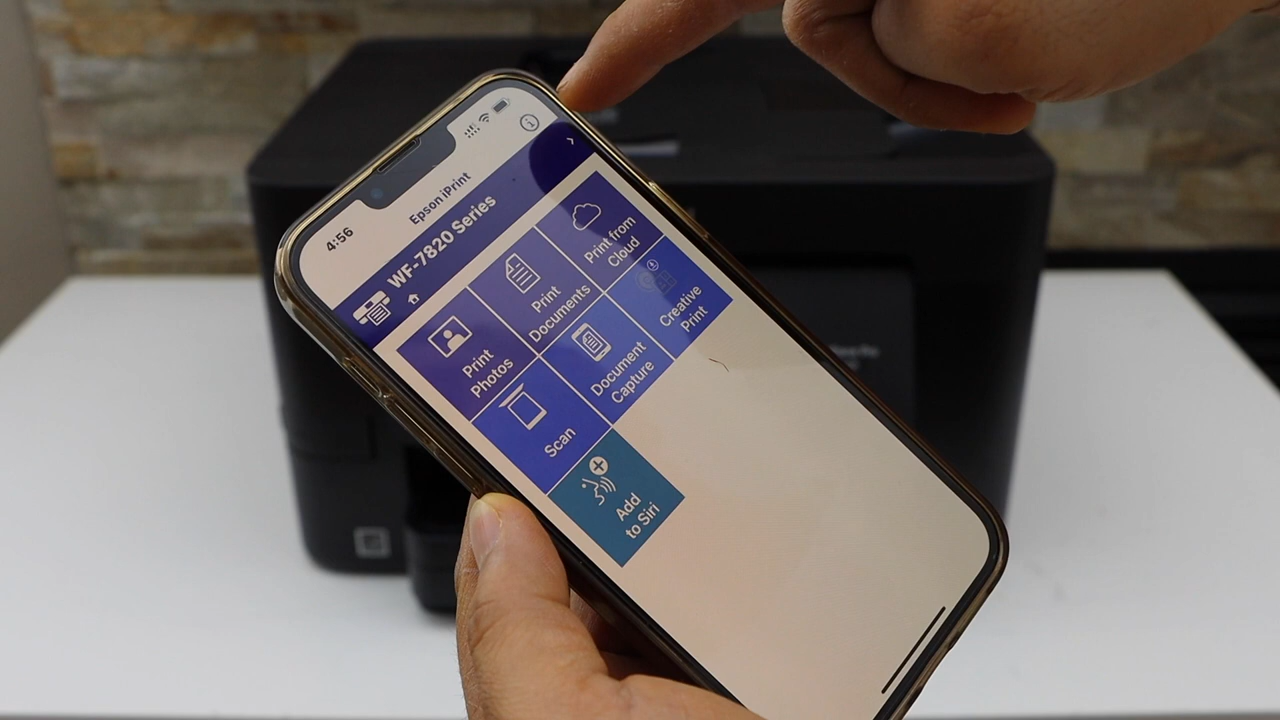 4:56
Epson iPrint
WF-7820 Series
Print
Photos
Print
Documents
Print from
Cloud
Scan
Document
Capture
Creative
Print
Add
to Siri